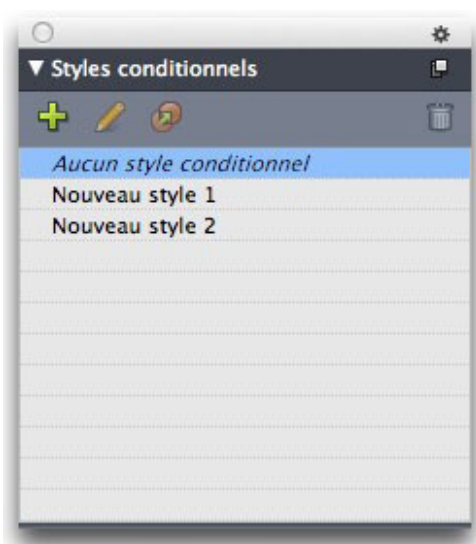 Styles conditionnels
Aucun style conditionnel
Nouveau style 1
Nouveau style 2